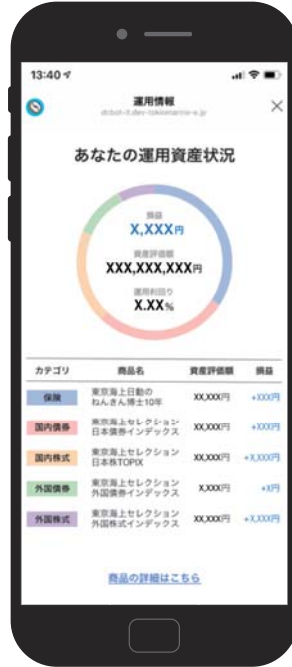 13:40
運用情報
あなたの運用資産状況
損益
X,XXX円
資産評価額
XXX,XXX,XXX円
運用利回り
X.XX%
カテゴリ 商品名 資産評価額 損益
保険 東京海上日動の ねんきん博士10年 XX,XXX円 +XXX円
国内債券 東京海上セレクション 日本債券インデックス XX,XXX円 +XXX円
国内株式 東京海上セレクション 日本株TOPIX XX,XXX円 +X,XXX円
外国債券 東京海上セレクション 外国債券インデックス X,XXX円 +X円
外国株式 東京海上セレクション 外国株式インデックス XX,XXX円 +X,XXX円
商品の詳細はこちら